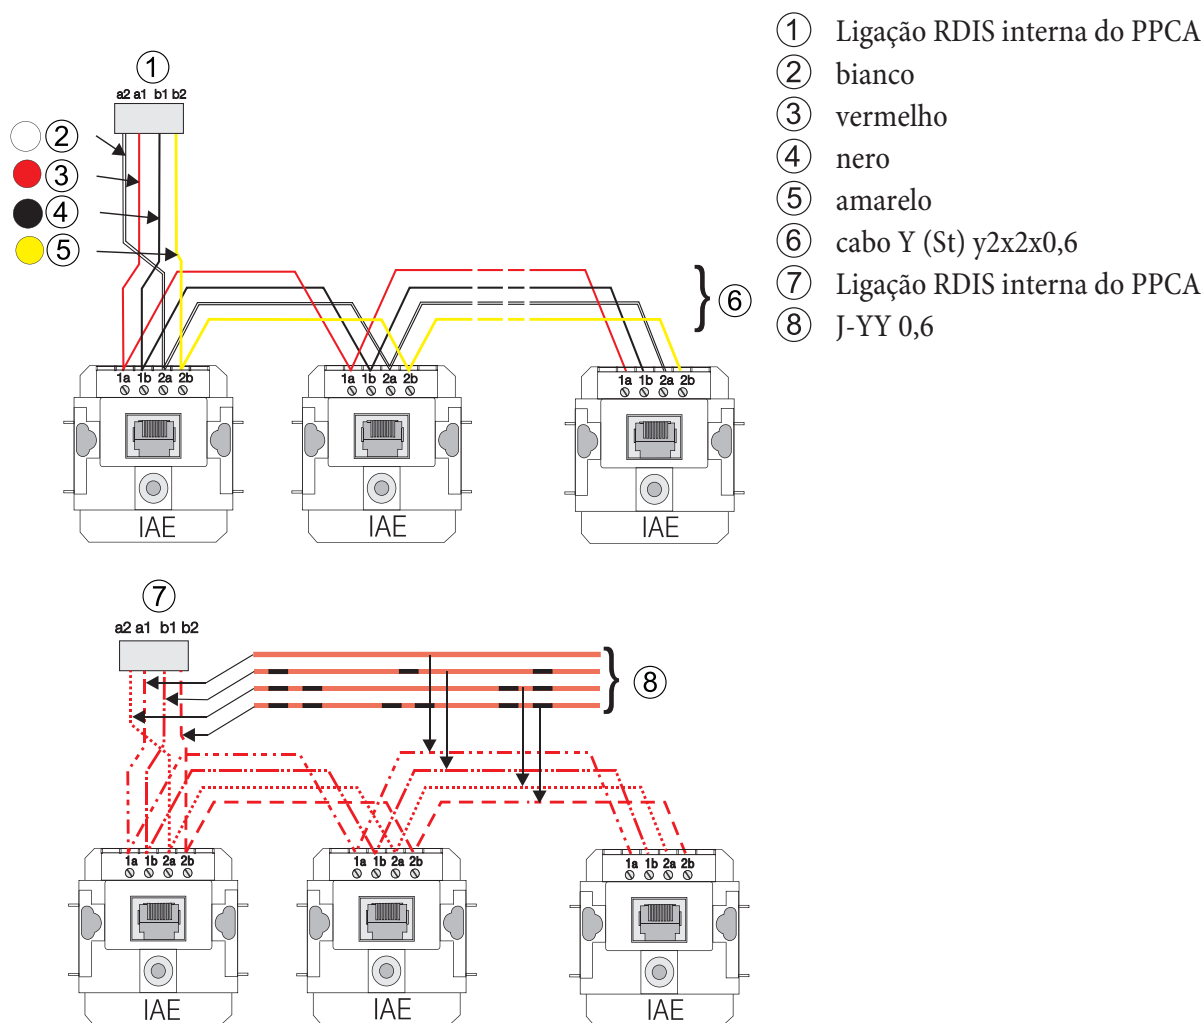 1 Ligação RDIS interna do PPCA
2 bianco
3 vermelho
4 nero
5 amarelo
6 cabo Y (St) y2x2x0,6
7 Ligação RDIS interna do PPCA
8 J-YY 0,6
1
a2 a1 b1 b2
2
3
4
5
6
1a 1b 2a 2b
1a 1b 2a 2b
1a 1b 2a 2b
IAE
IAE
IAE
7
a2 a1 b1 b2
8
1a 1b 2a 2b
1a 1b 2a 2b
1a 1b 2a 2b
IAE
IAE
IAE